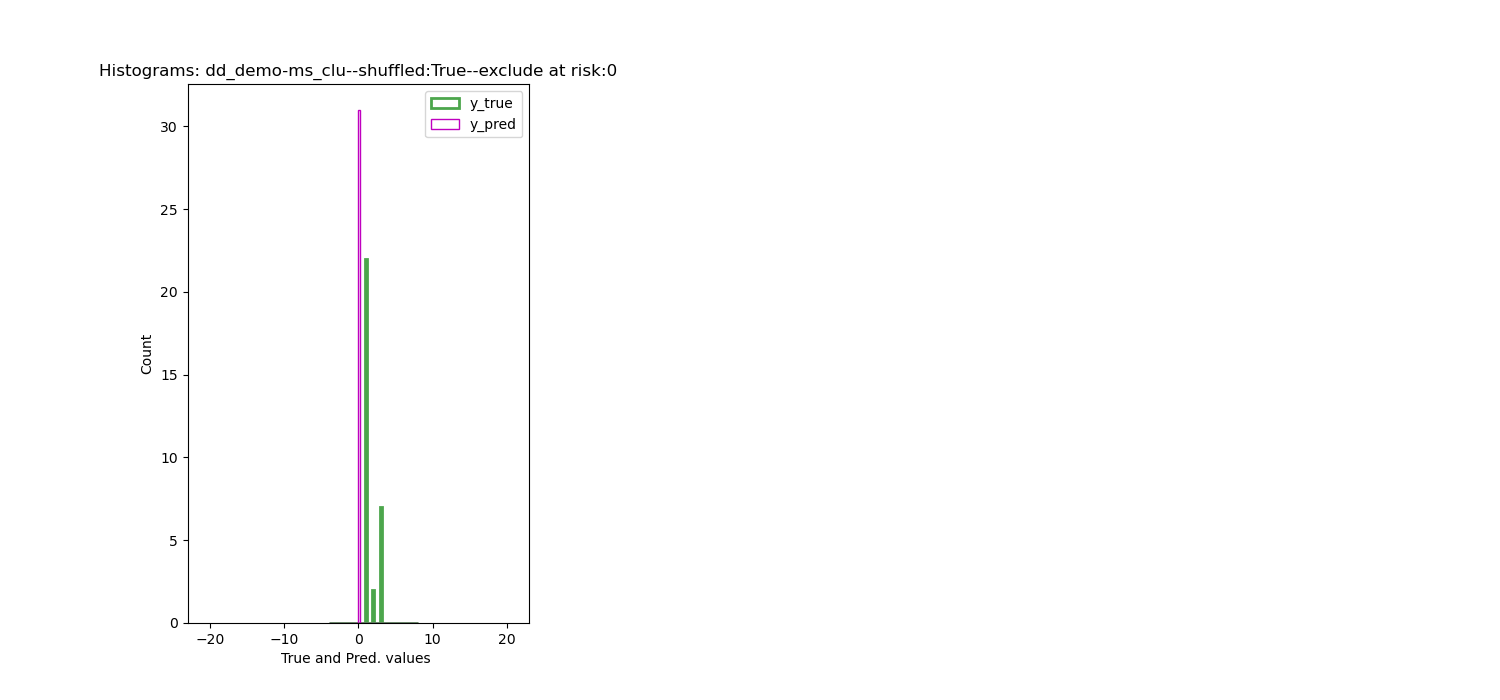 Histograms: dd_demo-ms_clu--shuffled:True--exclude at risk:0
y_true
y_pred
30
25
20
15
10
5
0
Count
−20 −10 0 10 20
True and Pred. values